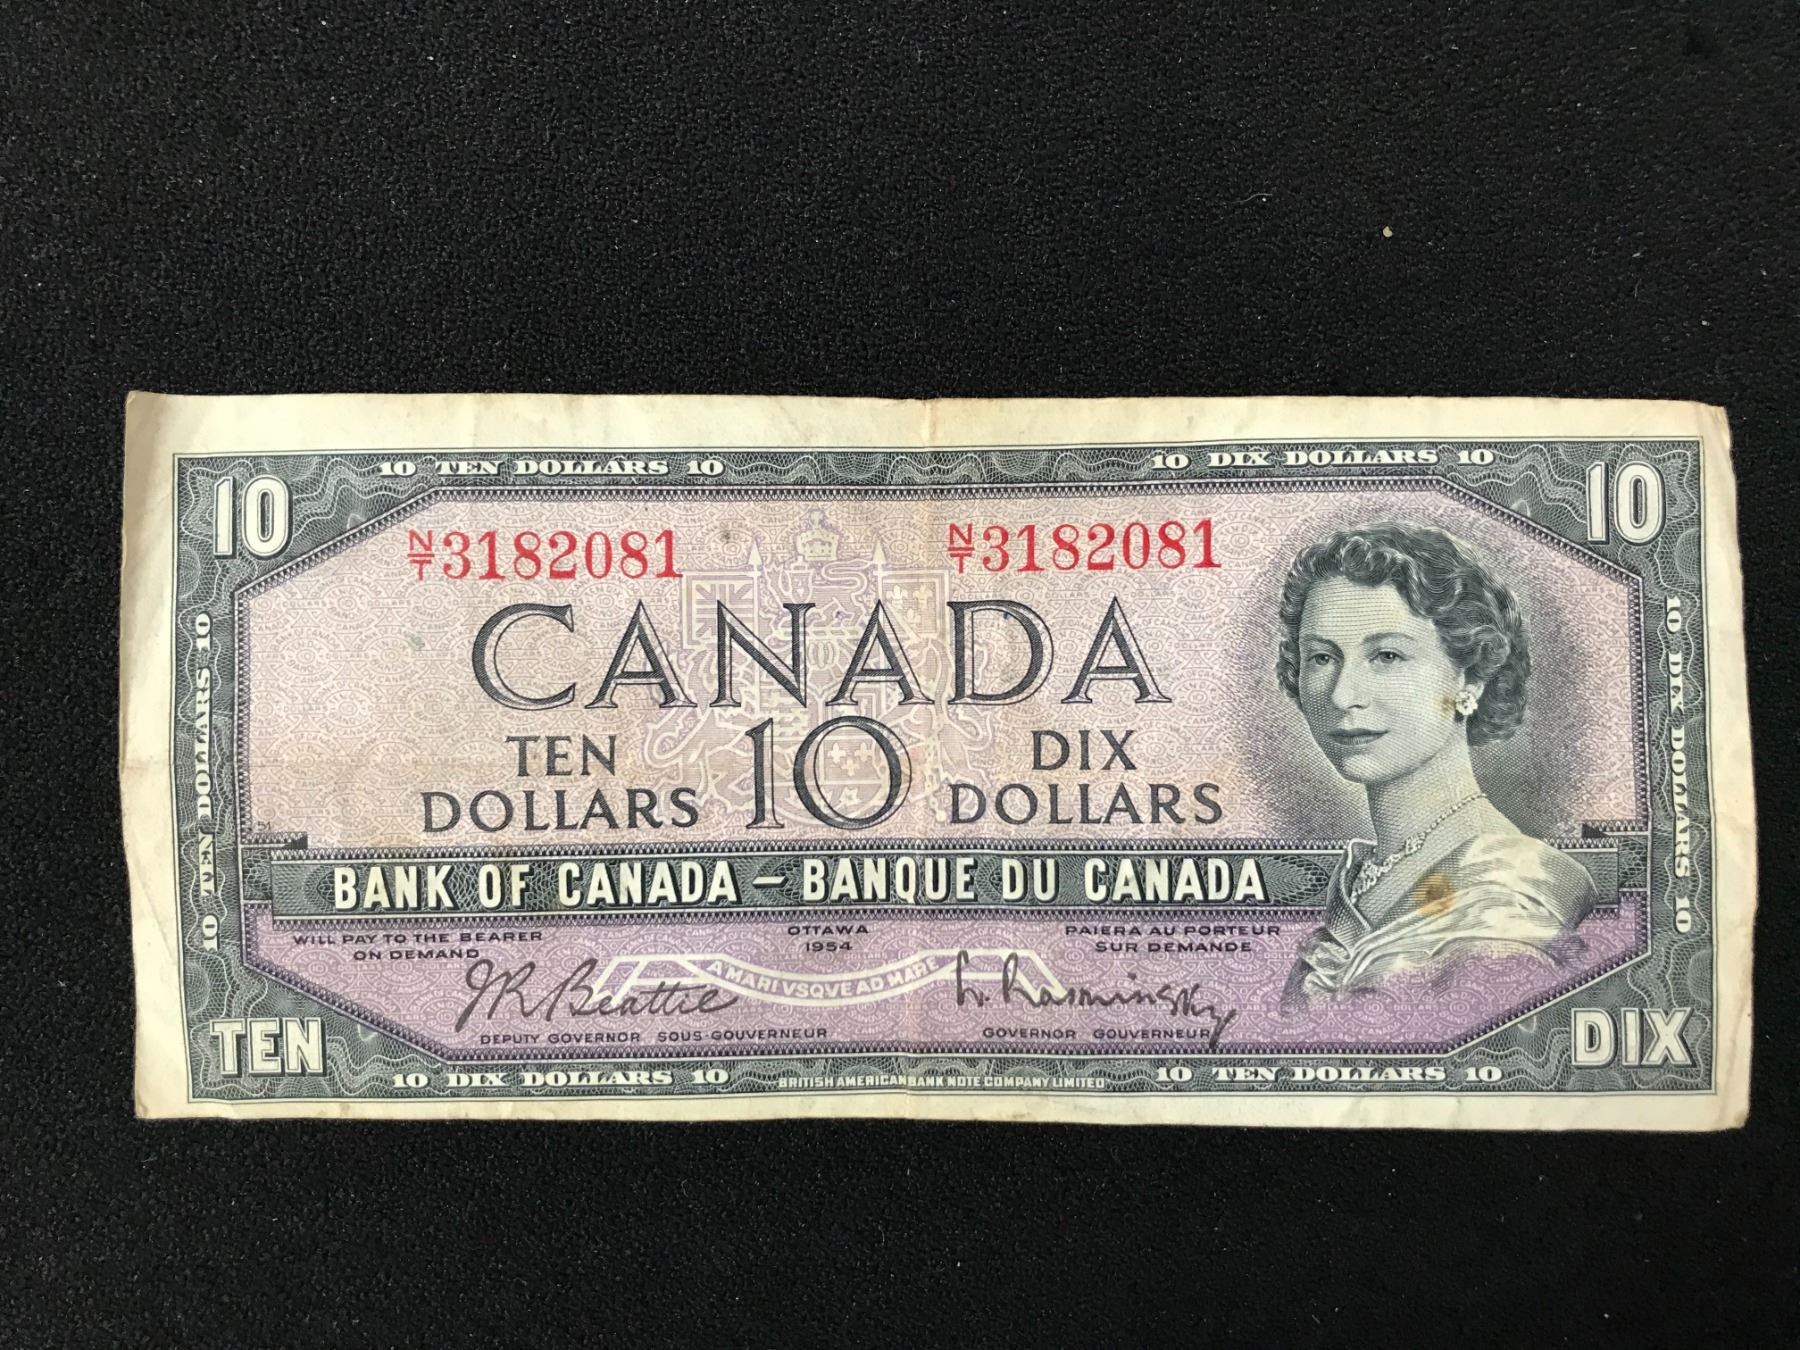 10 TEN DOLLARS 10
10 DIX DOLLARS 10
10
10
N/T 3182081
N/T 3182081
CANADA
TEN DOLLARS
10
DIX DOLLARS
10 TEN DOLLARS 10
10 DIX DOLLARS 10
BANK OF CANADA – BANQUE DU CANADA
WILL PAY TO THE BEARER
ON DEMAND
OTTAWA
1954
PAIERA AU PORTEUR
SUR DEMANDE
A MARI VSQVE AD MARE
JR Beattie
L. Rasminsky
DEPUTY GOVERNOR SOUS-GOUVERNEUR
GOVERNOR GOUVERNEUR
TEN
DIX
10 DIX DOLLARS 10
BRITISH AMERICAN BANK NOTE COMPANY LIMITED
10 TEN DOLLARS 10